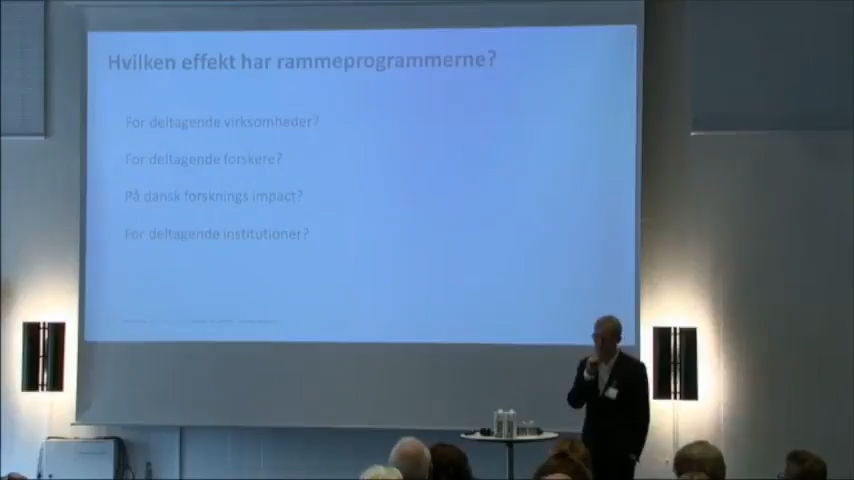 Hvilken effekt har rammeprogrammerne?
For deltagende virksomheder?
For deltagende forskere?
På dansk forsknings impact?
For deltagende institutioner?